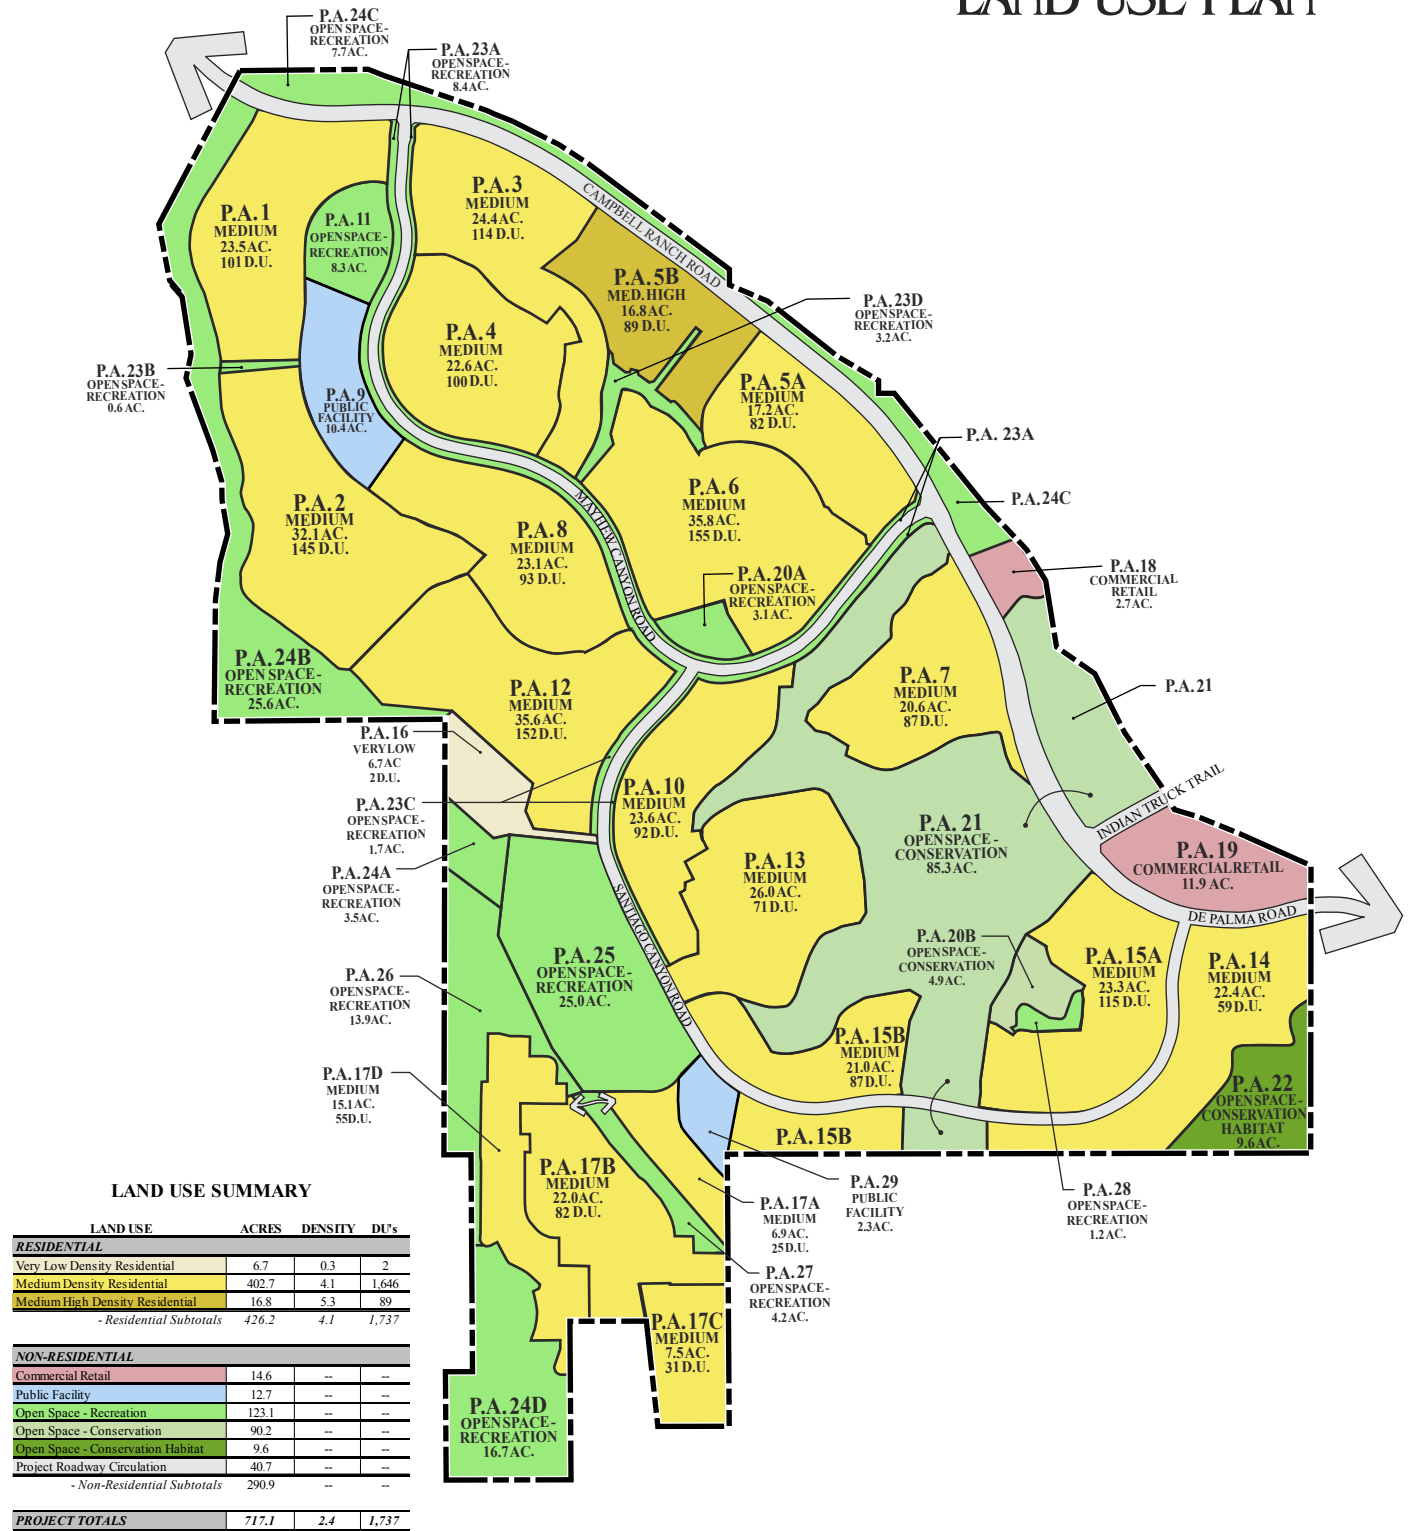 LAND USE PLAN
P.A.24C
OPEN SPACE-
RECREATION
7.7AC.
P.A.23A
OPEN SPACE-
RECREATION
8.4AC.
P.A.3
MEDIUM
24.4AC.
114 D.U.
P.A.1
MEDIUM
23.5AC.
101 D.U.
P.A.11
OPEN SPACE-
RECREATION
8.3AC.
CAMPBELL RANCH ROAD
P.A.5B
MED. HIGH
16.8AC.
89 D.U.
P.A.23D
OPEN SPACE-
RECREATION
3.2AC.
P.A.4
MEDIUM
22.6AC.
100 D.U.
P.A.23B
OPEN SPACE-
RECREATION
0.6 AC.
P.A.9
PUBLIC
FACILITY
10.4AC.
P.A.5A
MEDIUM
17.2AC.
82 D.U.
P.A. 23A
P.A.24C
P.A.2
MEDIUM
32.1AC.
145 D.U.
P.A.6
MEDIUM
35.8AC.
155 D.U.
P.A.8
MEDIUM
23.1AC.
93 D.U.
MAYHEW CANYON ROAD
P.A.20A
OPEN SPACE-
RECREATION
3.1AC.
P.A.18
COMMERCIAL
RETAIL
2.7AC.
P.A.24B
OPEN SPACE-
RECREATION
25.6AC.
P.A.12
MEDIUM
35.6AC.
152 D.U.
P.A.7
MEDIUM
20.6AC.
87 D.U.
P.A.21
P.A.16
VERY LOW
6.7AC
2 D.U.
P.A.23C
OPEN SPACE-
RECREATION
1.7AC.
P.A.10
MEDIUM
23.6AC.
92 D.U.
INDIAN TRUCK TRAIL
P.A. 21
OPEN SPACE -
CONSERVATION
85.3AC.
P.A.13
MEDIUM
26.0AC.
71 D.U.
P.A.19
COMMERCIAL RETAIL
11.9 AC.
P.A.24A
OPEN SPACE-
RECREATION
3.5AC.
SANTIAGO CANYON ROAD
DE PALMA ROAD
P.A.20B
OPEN SPACE-
CONSERVATION
4.9AC.
P.A.25
OPEN SPACE-
RECREATION
25.0AC.
P.A.15A
MEDIUM
23.3AC.
115 D.U.
P.A.14
MEDIUM
22.4AC.
59 D.U.
P.A.26
OPEN SPACE-
RECREATION
13.9AC.
P.A.15B
MEDIUM
21.0AC.
87 D.U.
P.A.17D
MEDIUM
15.1AC.
55 D.U.
P.A.22
OPEN SPACE-
CONSERVATION
HABITAT
9.6AC.
P.A.15B
P.A.17B
MEDIUM
22.0AC.
82 D.U.
P.A.29
PUBLIC
FACILITY
2.3AC.
P.A.17A
MEDIUM
6.9AC.
25 D.U.
P.A.28
OPEN SPACE-
RECREATION
1.2AC.
P.A.27
OPEN SPACE-
RECREATION
4.2AC.
P.A.17C
MEDIUM
7.5AC.
31 D.U.
P.A.24D
OPEN SPACE-
RECREATION
16.7AC.
LAND USE SUMMARY
LAND USE ACRES DENSITY DU's
RESIDENTIAL
Very Low Density Residential 6.7 0.3 2
Medium Density Residential 402.7 4.1 1,646
Medium High Density Residential 16.8 5.3 89
- Residential Subtotals 426.2 4.1 1,737
NON-RESIDENTIAL
Commercial Retail 14.6 -- --
Public Facility 12.7 -- --
Open Space - Recreation 123.1 -- --
Open Space - Conservation 90.2 -- --
Open Space - Conservation Habitat 9.6 -- --
Project Roadway Circulation 40.7 -- --
- Non-Residential Subtotals 290.9 -- --
PROJECT TOTALS 717.1 2.4 1,737